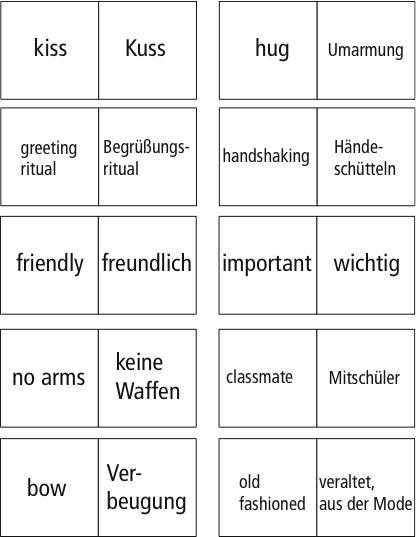 kiss
Kuss
hug
Umarmung
greeting
ritual
Begrüßungs-
ritual
handshaking
Hände-
schütteln
friendly
freundlich
important
wichtig
no arms
keine
Waffen
classmate
Mitschüler
bow
Ver-
beugung
old
fashioned
veraltet,
aus der Mode